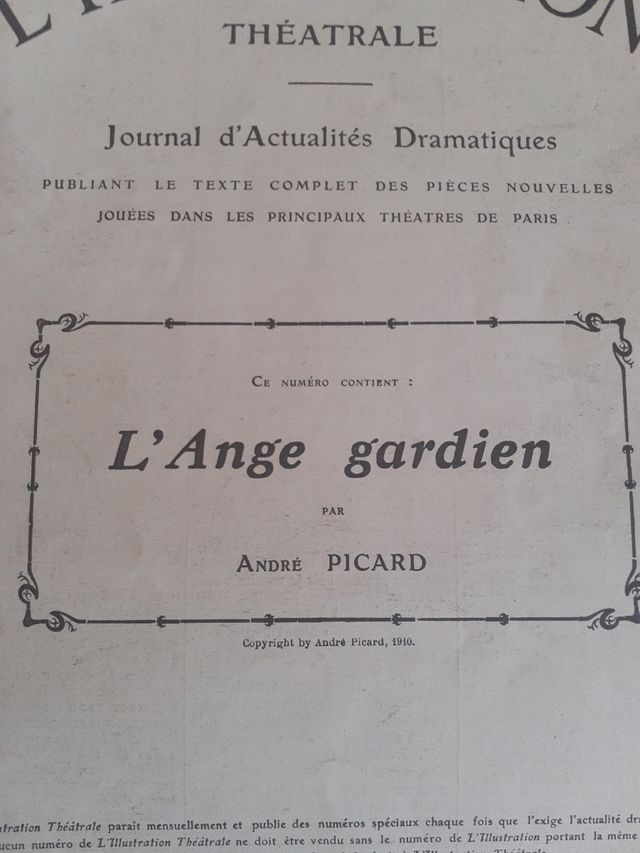 THÉATRALE
Journal d'Actualités Dramatiques
PUBLIANT LE TEXTE COMPLET DES PIÈCES NOUVELLES
JOUÉES DANS LES PRINCIPAUX THÉATRES DE PARIS
CE NUMÉRO CONTIENT :
L'Ange gardien
PAR
ANDRÉ PICARD
Copyright by André Picard, 1910.
Théâtrale paraît mensuellement et publie des numéros spéciaux chaque fois que l'exige l'actualité
numéro de L'Illustration Théâtrale ne doit être vendu sans le numéro de L'Illustration portant la même